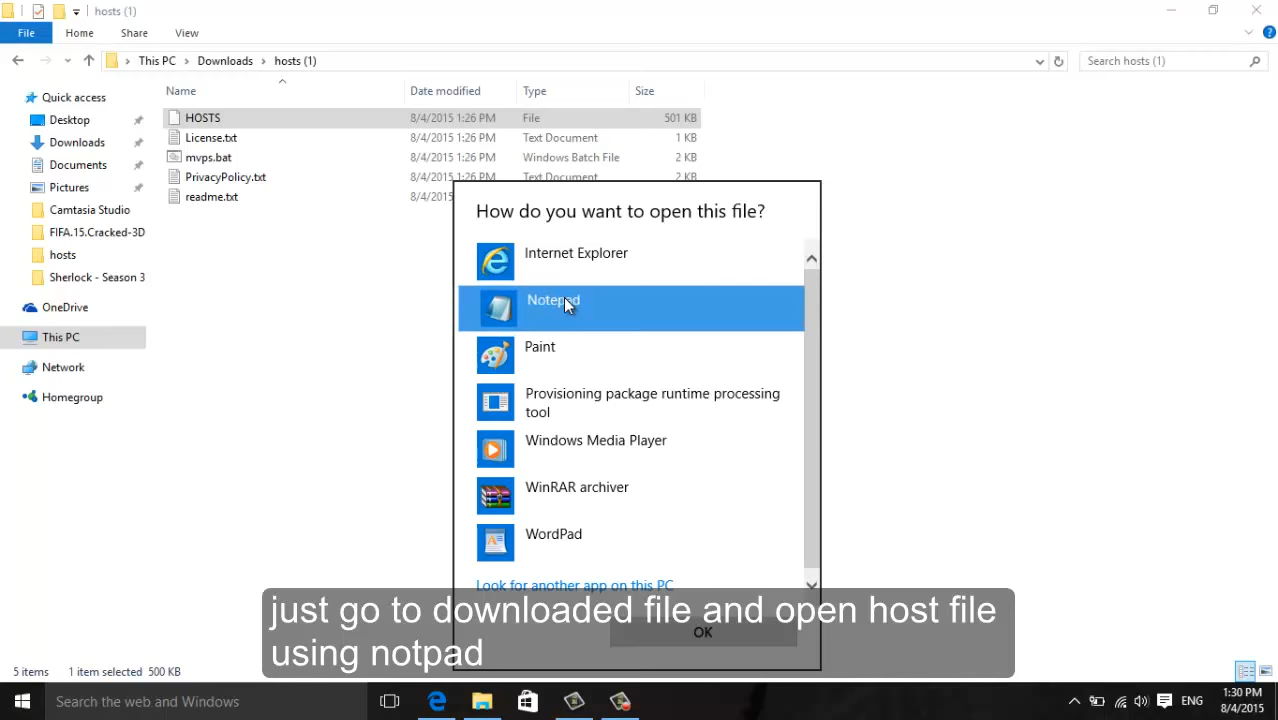 hosts (1)
File Home Share View
This PC Downloads hosts (1)
Search hosts (1)
Name Date modified Type Size
Quick access
Desktop
Downloads
Documents
Pictures
Camtasia Studio
FIFA.15.Cracked-3D
hosts
Sherlock - Season 3
OneDrive
This PC
Network
Homegroup
HOSTS 8/4/2015 1:26 PM File 501 KB
License.txt 8/4/2015 1:26 PM Text Document 1 KB
mvps.bat 8/4/2015 1:26 PM Windows Batch File 2 KB
PrivacyPolicy.txt 8/4/2015 1:26 PM Text Document 2 KB
readme.txt 8/4/2015
How do you want to open this file?
Internet Explorer
Notepad
Paint
Provisioning package runtime processing
tool
Windows Media Player
WinRAR archiver
WordPad
Look for another app on this PC
OK
just go to downloaded file and open host file
using notpad
5 items 1 item selected 500 KB
Search the web and Windows
ENG
1:30 PM
8/4/2015